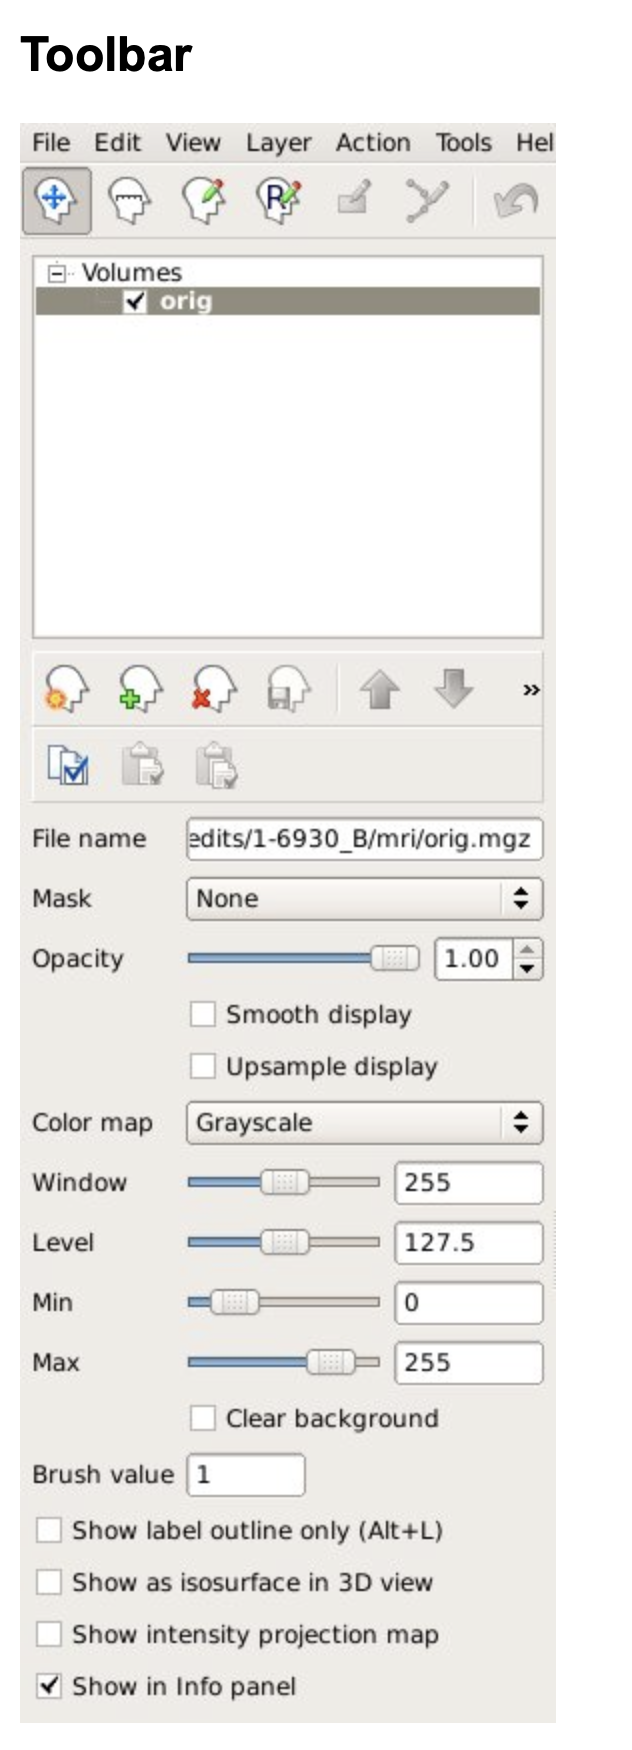 Toolbar
File Edit View Layer Action Tools Hel
R
Volumes
orig
»
File name edits/1-6930_B/mri/orig.mgz
Mask None
Opacity 1.00
Smooth display
Upsample display
Color map Grayscale
Window 255
Level 127.5
Min 0
Max 255
Clear background
Brush value 1
Show label outline only (Alt+L)
Show as isosurface in 3D view
Show intensity projection map
Show in Info panel